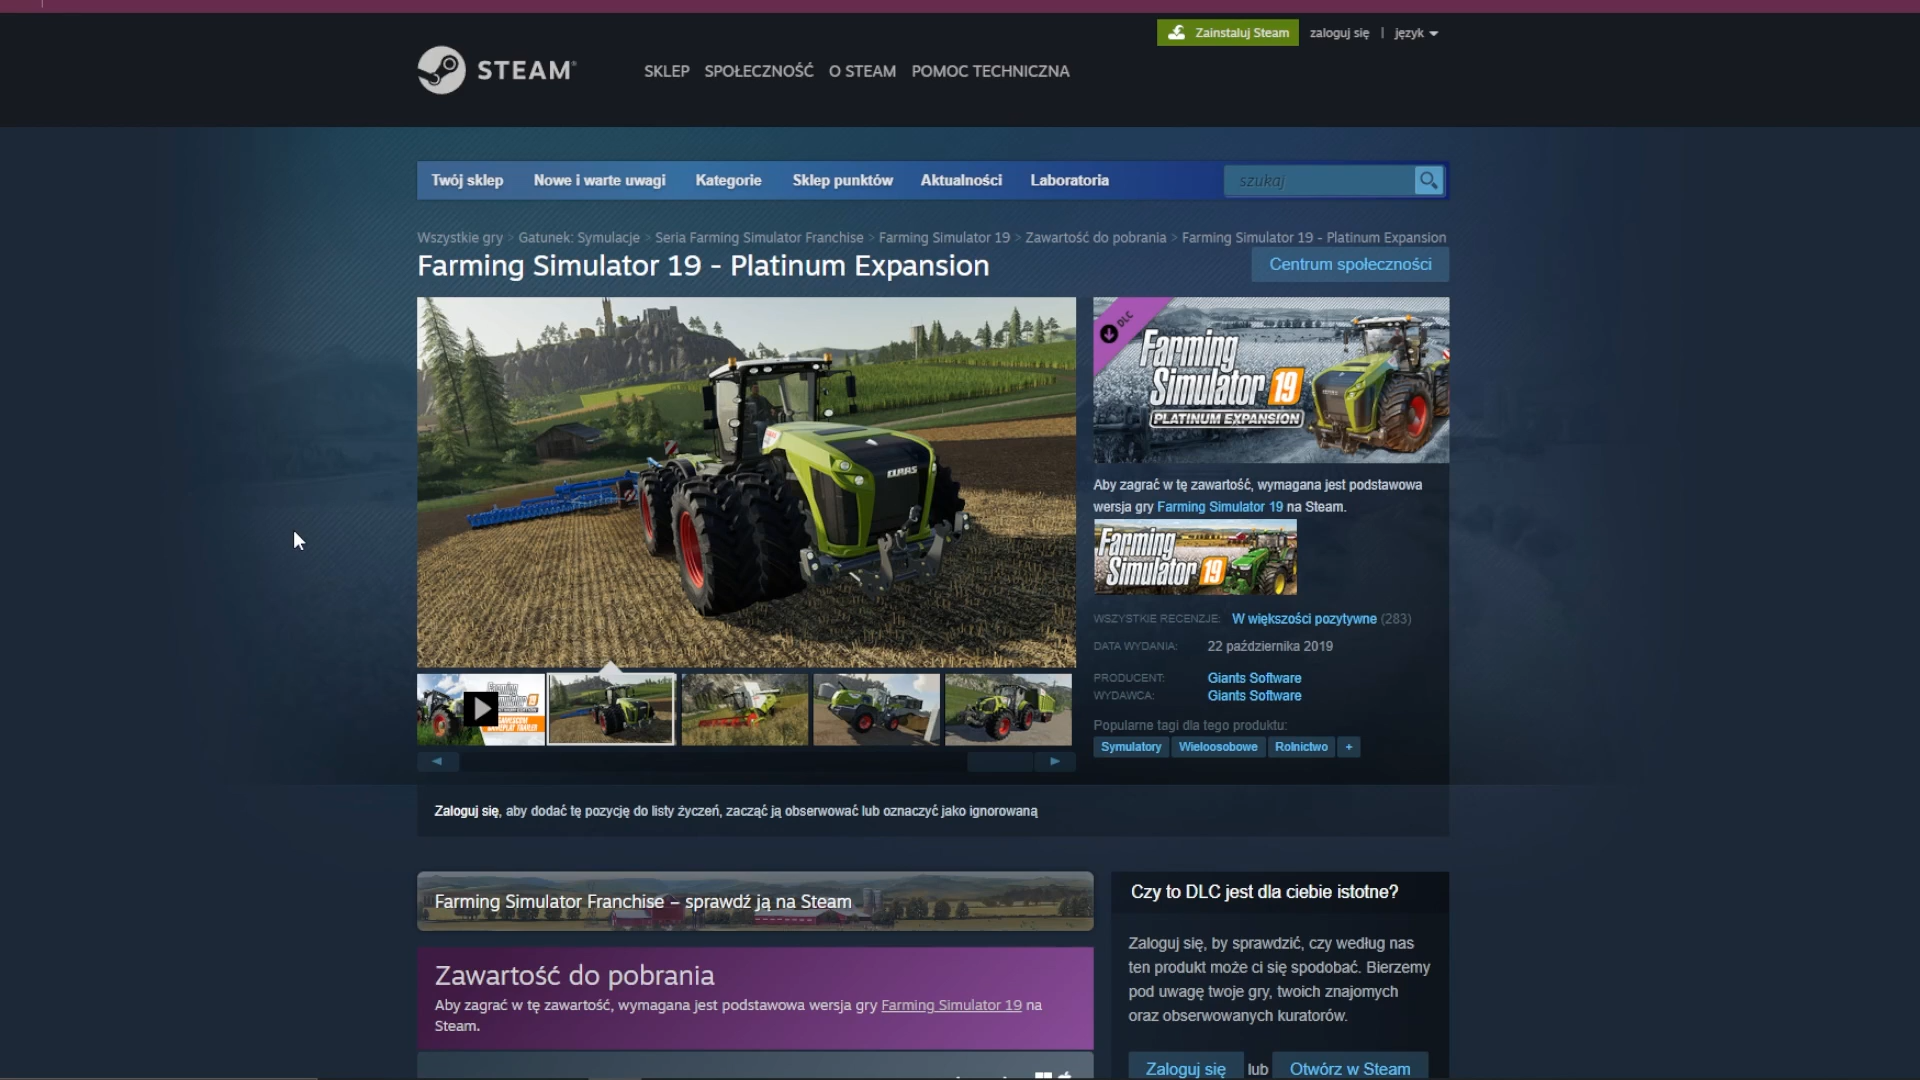 Zainstaluj Steam
zaloguj się | język
STEAM®
SKLEP SPOŁECZNOŚĆ O STEAM POMOC TECHNICZNA
Twój sklep Nowe i warte uwagi Kategorie Sklep punktów Aktualności Laboratoria szukaj
Wszystkie gry > Gatunek: Symulacje > Seria Farming Simulator Franchise > Farming Simulator 19 > Zawartość do pobrania > Farming Simulator 19 - Platinum Expansion
Farming Simulator 19 - Platinum Expansion
Centrum społeczności
CLAAS
DLC
Farming
Simulator 19
PLATINUM EXPANSION
Aby zagrać w tę zawartość, wymagana jest podstawowa
wersja gry Farming Simulator 19 na Steam.
Farming
Simulator 19
WSZYSTKIE RECENZJE: W większości pozytywne (283)
DATA WYDANIA: 22 października 2019
PRODUCENT: Giants Software
WYDAWCA: Giants Software
Popularne tagi dla tego produktu:
Symulatory Wieloosobowe Rolnictwo +
Zaloguj się, aby dodać tę pozycję do listy życzeń, zacząć ją obserwować lub oznaczyć jako ignorowaną
Farming Simulator Franchise – sprawdź ją na Steam
Zawartość do pobrania
Aby zagrać w tę zawartość, wymagana jest podstawowa wersja gry Farming Simulator 19 na
Steam.
Czy to DLC jest dla ciebie istotne?
Zaloguj się, by sprawdzić, czy według nas
ten produkt może ci się spodobać. Bierzemy
pod uwagę twoje gry, twoich znajomych
oraz obserwowanych kuratorów.
Zaloguj się lub Otwórz w Steam